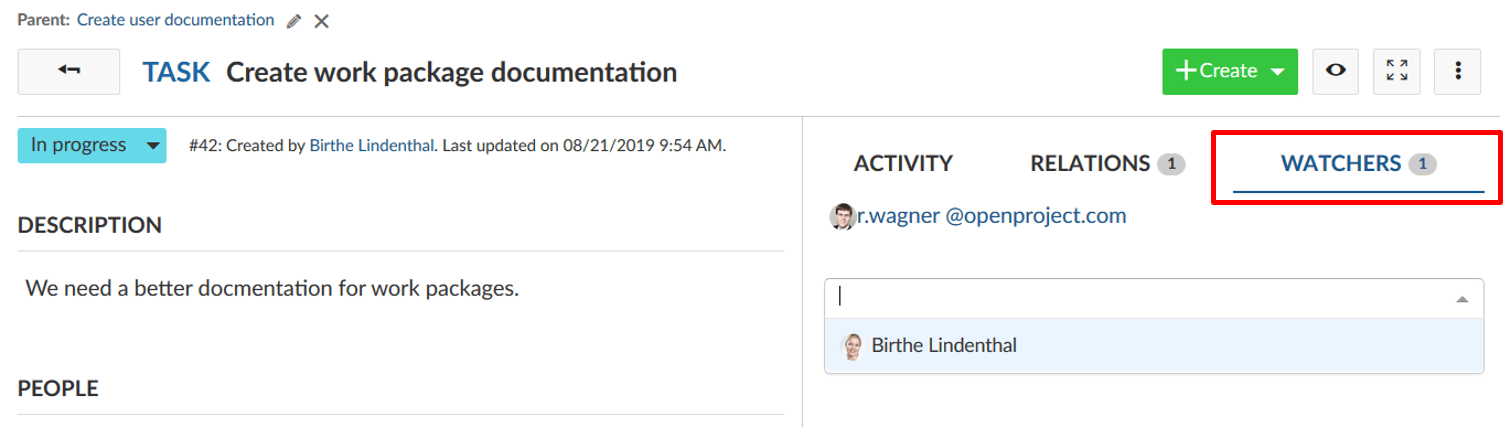 Parent: Create user documentation
TASK Create work package documentation
+Create
In progress
#42: Created by Birthe Lindenthal. Last updated on 08/21/2019 9:54 AM.
DESCRIPTION
We need a better docmentation for work packages.
PEOPLE
ACTIVITY RELATIONS 1 WATCHERS 1
r.wagner @openproject.com
Birthe Lindenthal